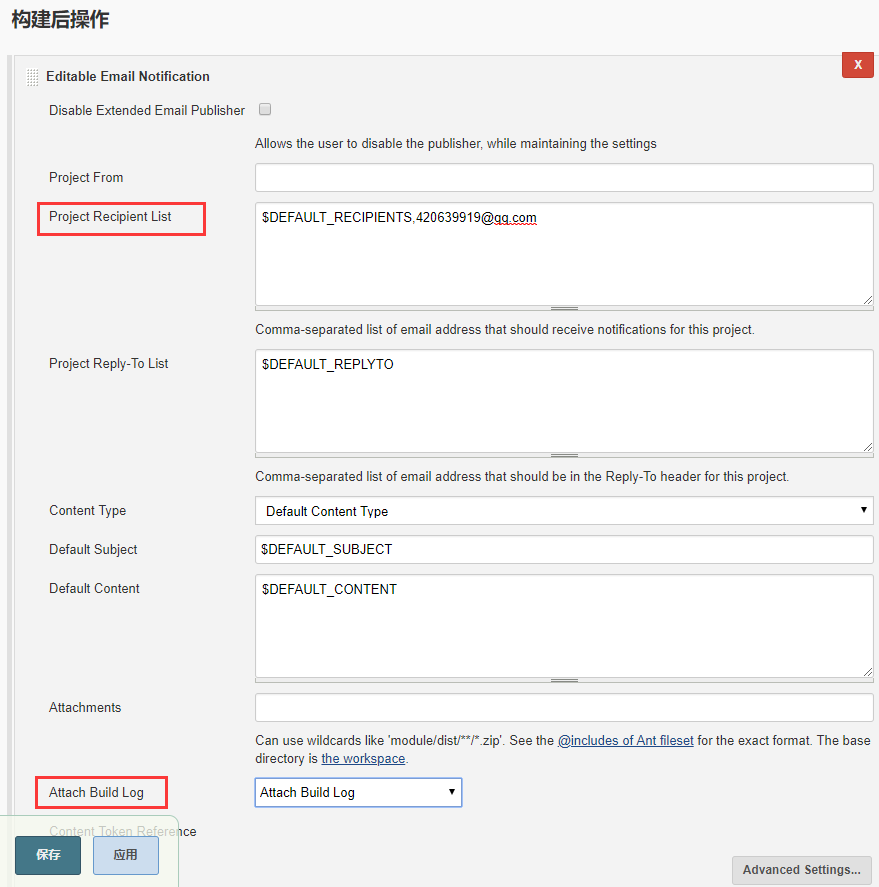 构建后操作
X
Editable Email Notification
Disable Extended Email Publisher
Allows the user to disable the publisher, while maintaining the settings
Project From
Project Recipient List
$DEFAULT_RECIPIENTS,420639919@qq.com
Comma-separated list of email address that should receive notifications for this project.
Project Reply-To List
$DEFAULT_REPLYTO
Comma-separated list of email address that should be in the Reply-To header for this project.
Content Type
Default Content Type
Default Subject
$DEFAULT_SUBJECT
Default Content
$DEFAULT_CONTENT
Attachments
Can use wildcards like 'module/dist/**/*.zip'. See the @includes of Ant fileset for the exact format. The base
directory is the workspace.
Attach Build Log
Attach Build Log
Content Token Reference
保存
应用
Advanced Settings...